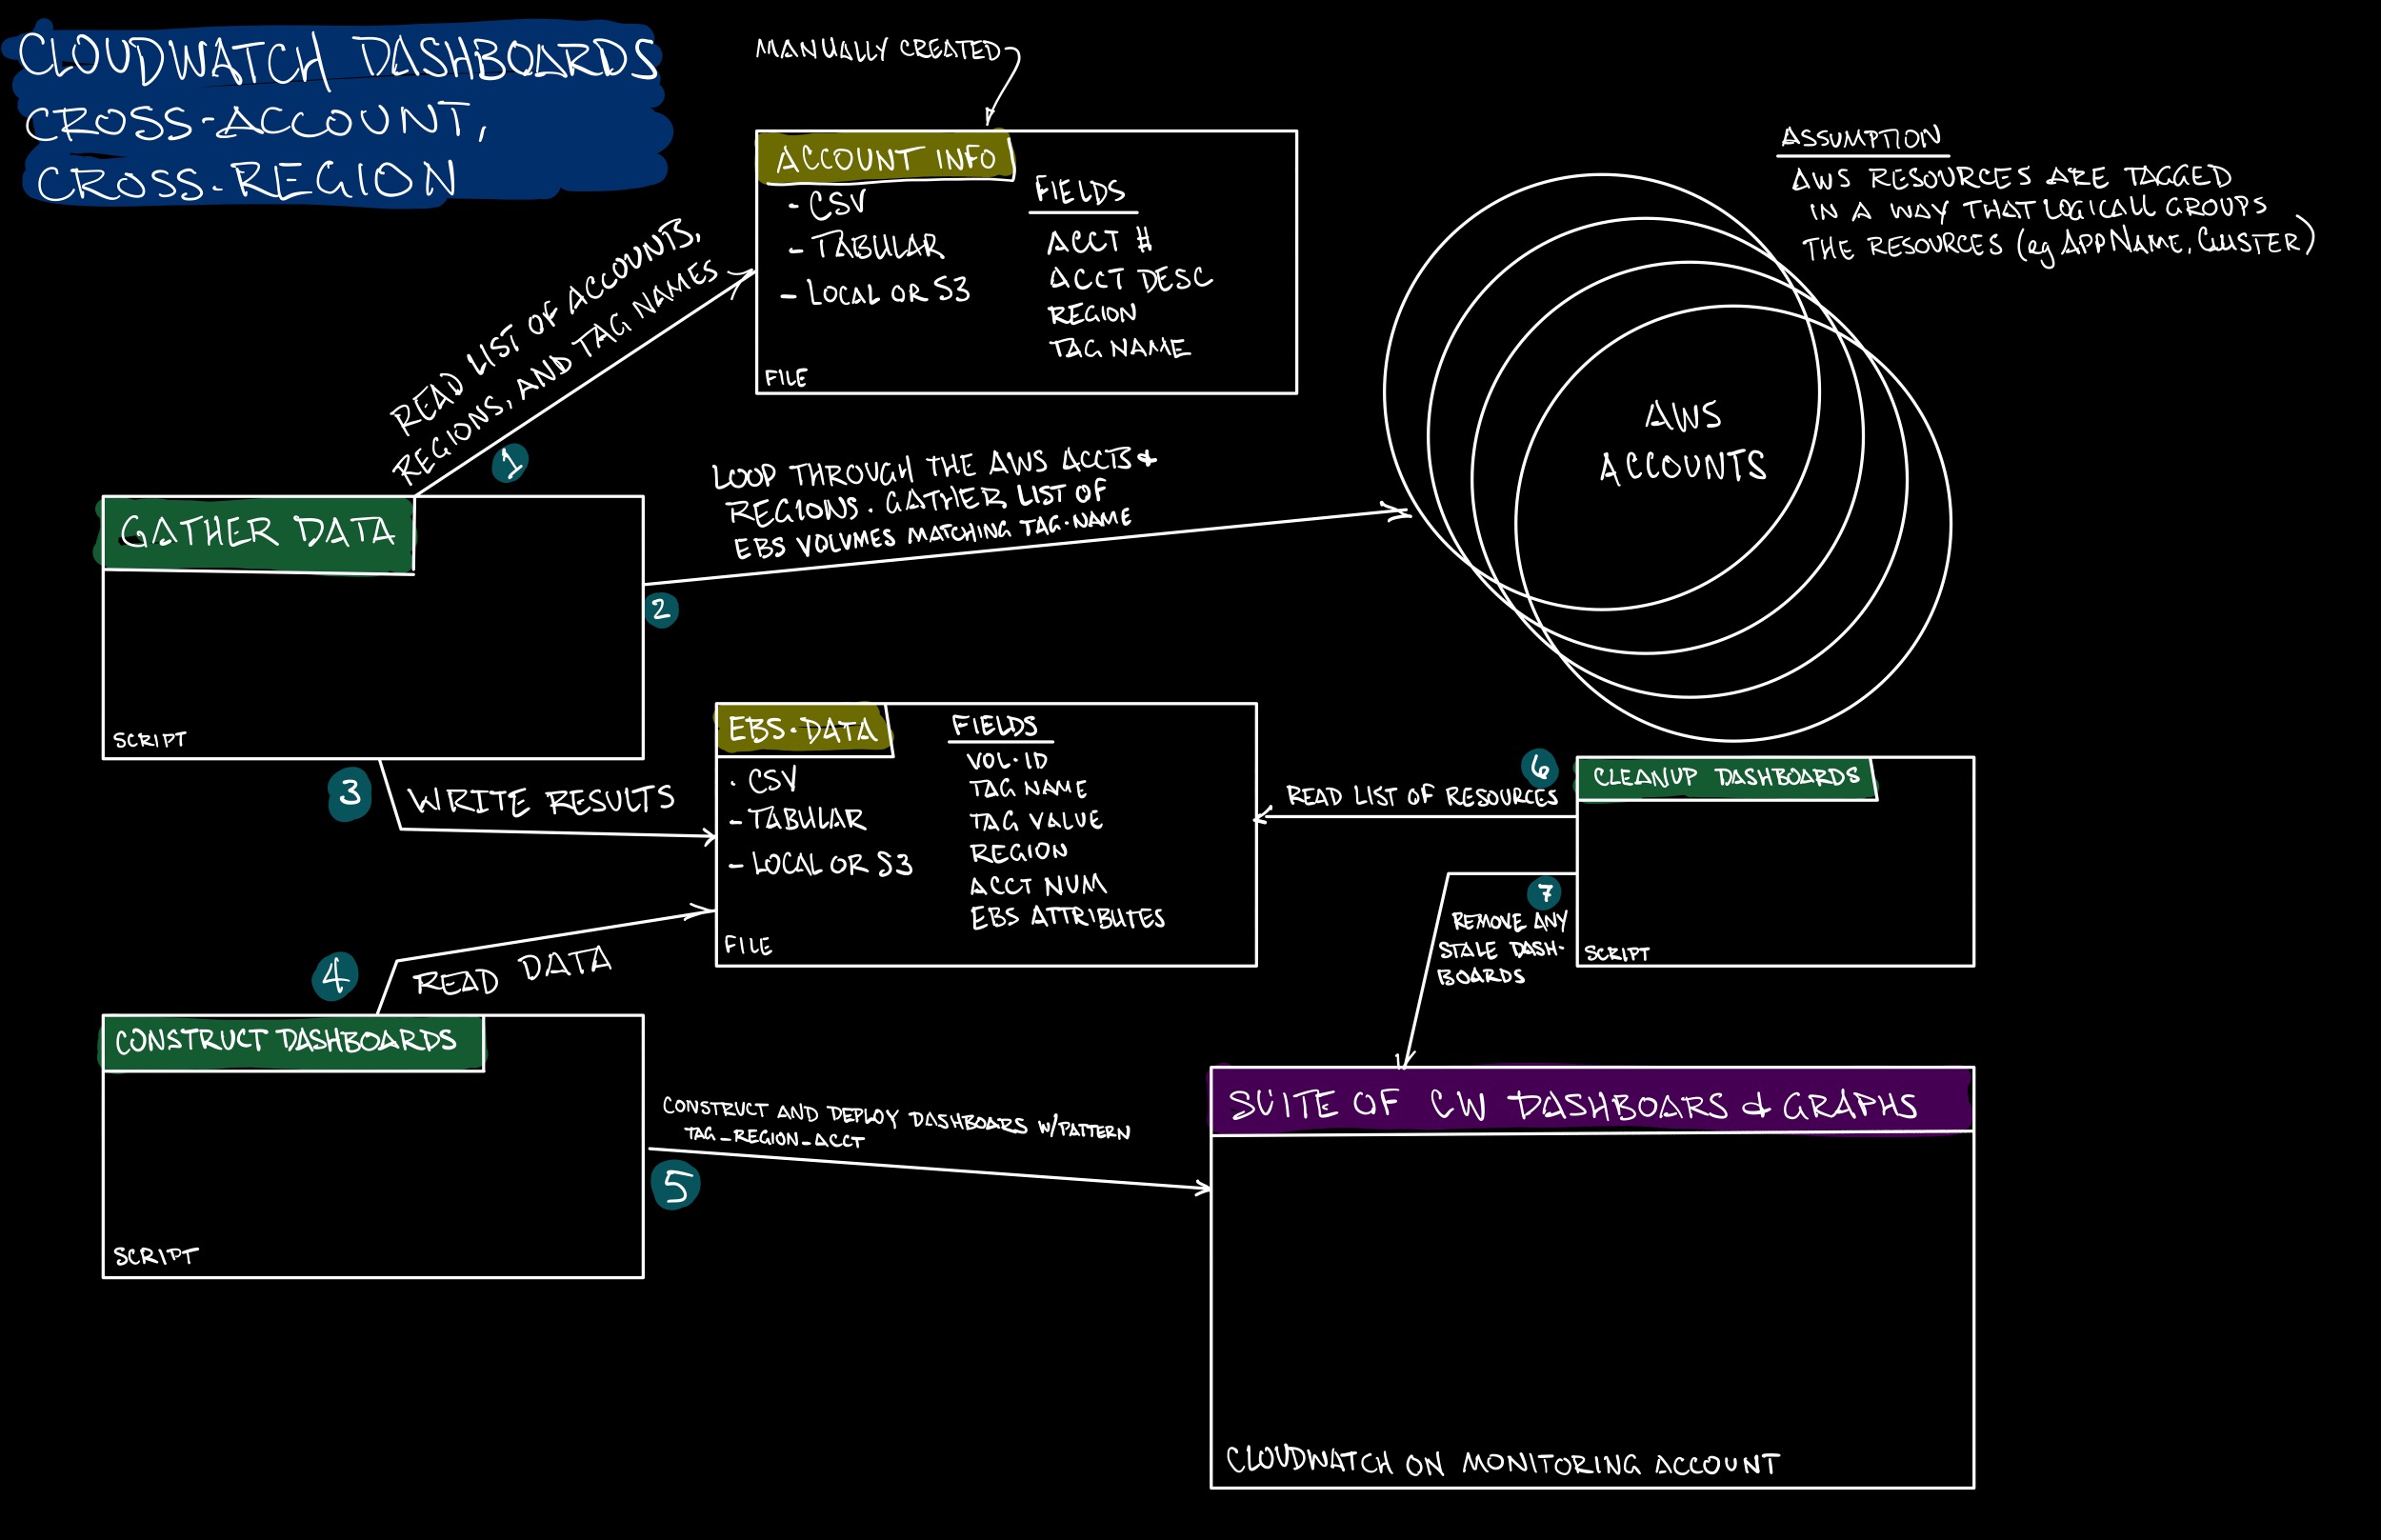 CLOUDWATCH DASHBOARDS
CROSS-ACCOUNT,
CROSS-REGION
MANUALLY CREATED
ACCOUNT INFO
- CSV
- TABULAR
- LOCAL OR S3
FIELDS
ACCT #
ACCT DESC
REGION
TAG NAME
FILE
ASSUMPTION
AWS RESOURCES ARE TAGGED
IN A WAY THAT LOGICALL GROUPS
THE RESOURCES (eg APPNAME, CLUSTER)
AWS
ACCOUNTS
READ LIST OF ACCOUNTS,
REGIONS, AND TAG NAMES
1
GATHER DATA
SCRIPT
LOOP THROUGH THE AWS ACCTS &
REGIONS. GATHER LIST OF
EBS VOLUMES MATCHING TAG-NAME
2
3
WRITE RESULTS
EBS-DATA
- CSV
- TABULAR
- LOCAL OR S3
FIELDS
VOL-ID
TAG NAME
TAG VALUE
REGION
ACCT NUM
EBS ATTRIBUTES
FILE
6
READ LIST OF RESOURCES
CLEANUP DASHBOARDS
SCRIPT
7
REMOVE ANY
STALE DASH-
BOARDS
4
READ DATA
CONSTRUCT DASHBOARDS
SCRIPT
CONSTRUCT AND DEPLOY DASHBOARS W/PATTERN
TAG_REGION_ACCT
5
SUITE OF CW DASHBOARS & GRAPHS
CLOUDWATCH ON MONITORING ACCOUNT